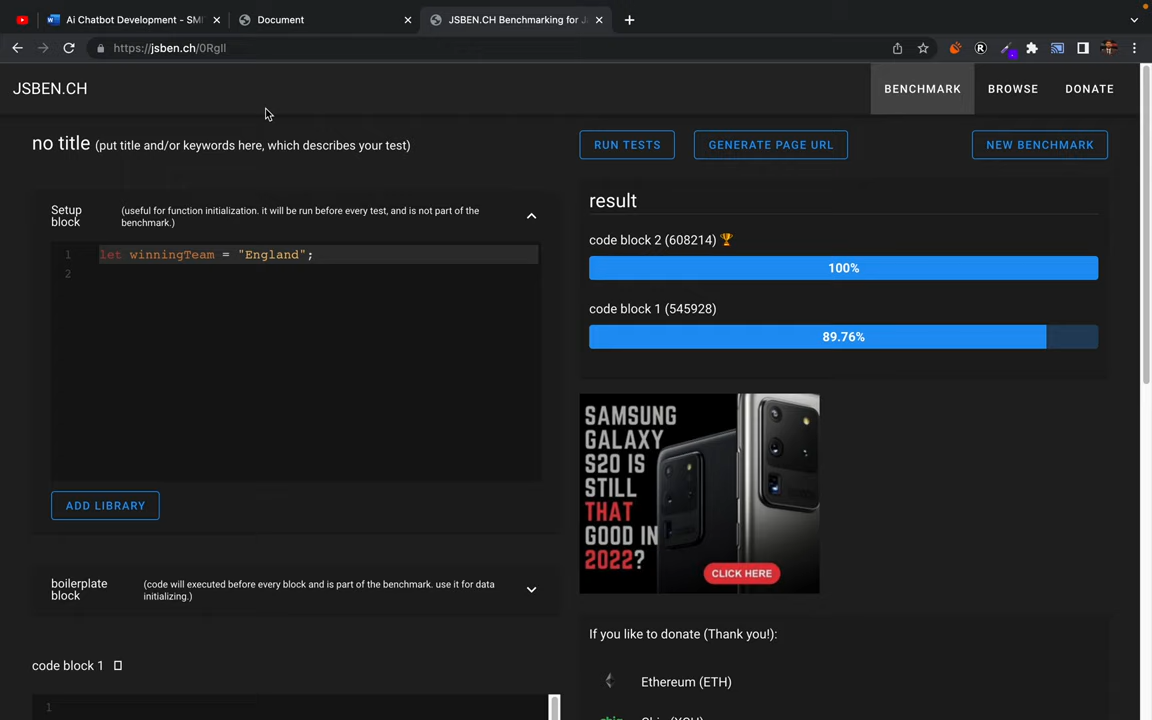 Ai Chatbot Development - SMI
Document
JSBEN.CH Benchmarking for Ja
https://jsben.ch/0RgIl
JSBEN.CH
BENCHMARK
BROWSE
DONATE
no title (put title and/or keywords here, which describes your test)
RUN TESTS
GENERATE PAGE URL
NEW BENCHMARK
Setup block
(useful for function initialization. it will be run before every test, and is not part of the
benchmark.)
1 let winningTeam = "England";
2
ADD LIBRARY
result
code block 2 (608214)
100%
code block 1 (545928)
89.76%
SAMSUNG
GALAXY
S20 IS
STILL
THAT
GOOD IN
2022?
CLICK HERE
boilerplate block
(code will executed before every block and is part of the benchmark. use it for data
initializing.)
If you like to donate (Thank you!):
code block 1
Ethereum (ETH)
1